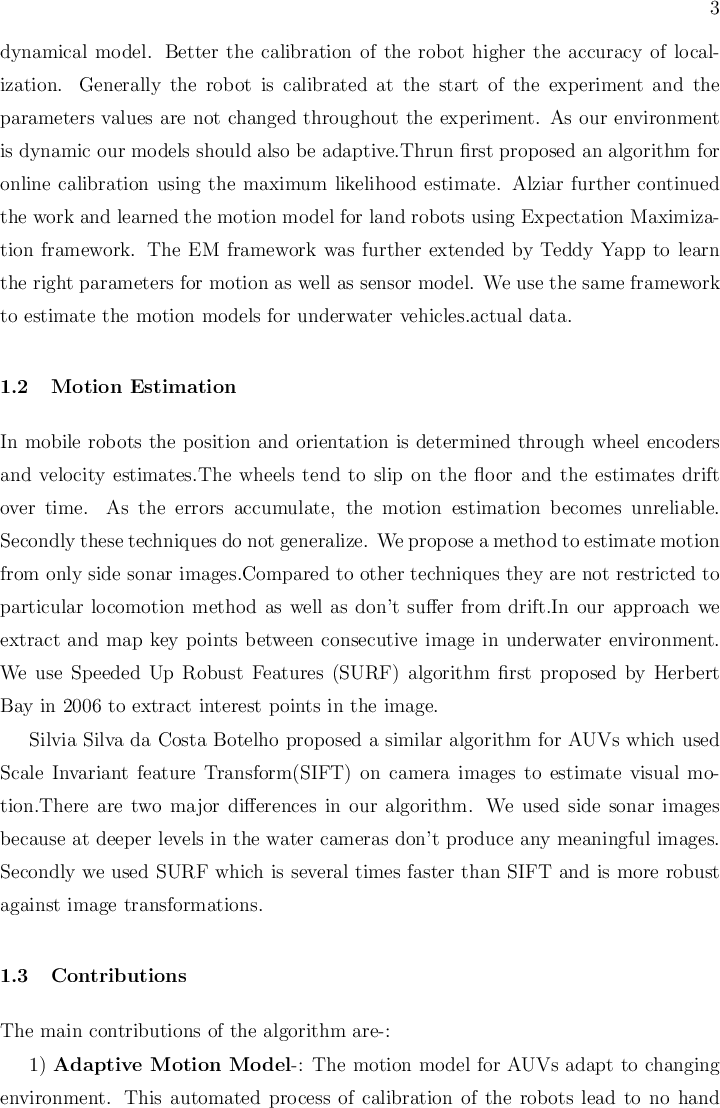 3
dynamical model. Better the calibration of the robot higher the accuracy of local-
ization. Generally the robot is calibrated at the start of the experiment and the
parameters values are not changed throughout the experiment. As our environment
is dynamic our models should also be adaptive.Thrun first proposed an algorithm for
online calibration using the maximum likelihood estimate. Alziar further continued
the work and learned the motion model for land robots using Expectation Maximiza-
tion framework. The EM framework was further extended by Teddy Yapp to learn
the right parameters for motion as well as sensor model. We use the same framework
to estimate the motion models for underwater vehicles.actual data.
1.2 Motion Estimation
In mobile robots the position and orientation is determined through wheel encoders
and velocity estimates.The wheels tend to slip on the floor and the estimates drift
over time. As the errors accumulate, the motion estimation becomes unreliable.
Secondly these techniques do not generalize. We propose a method to estimate motion
from only side sonar images.Compared to other techniques they are not restricted to
particular locomotion method as well as don't suffer from drift.In our approach we
extract and map key points between consecutive image in underwater environment.
We use Speeded Up Robust Features (SURF) algorithm first proposed by Herbert
Bay in 2006 to extract interest points in the image.
Silvia Silva da Costa Botelho proposed a similar algorithm for AUVs which used
Scale Invariant feature Transform(SIFT) on camera images to estimate visual mo-
tion.There are two major differences in our algorithm. We used side sonar images
because at deeper levels in the water cameras don't produce any meaningful images.
Secondly we used SURF which is several times faster than SIFT and is more robust
against image transformations.
1.3 Contributions
The main contributions of the algorithm are-:
1) Adaptive Motion Model-: The motion model for AUVs adapt to changing
environment. This automated process of calibration of the robots lead to no hand